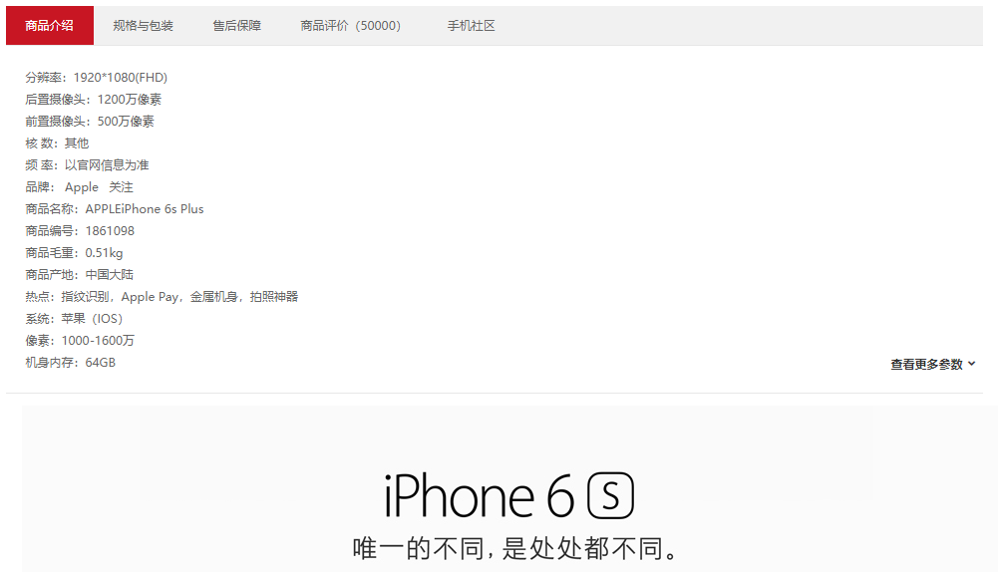 商品介绍 规格与包装 售后保障 商品评价（50000） 手机社区
分辨率：1920*1080(FHD)
后置摄像头：1200万像素
前置摄像头：500万像素
核 数：其他
频 率：以官网信息为准
品牌： Apple 关注
商品名称：APPLEiPhone 6s Plus
商品编号：1861098
商品毛重：0.51kg
商品产地：中国大陆
热点：指纹识别，Apple Pay，金属机身，拍照神器
系统：苹果（IOS）
像素：1000-1600万
机身内存：64GB
查看更多参数
iPhone 6 S
唯一的不同，是处处都不同。